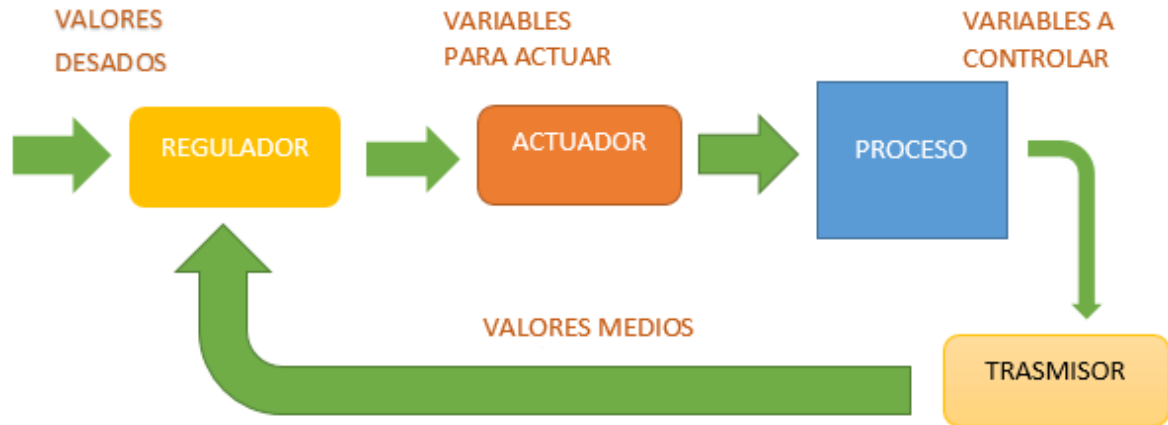 VALORES
DESADOS
VARIABLES
PARA ACTUAR
VARIABLES A
CONTROLAR
REGULADOR
ACTUADOR
PROCESO
VALORES MEDIOS
TRASMISOR